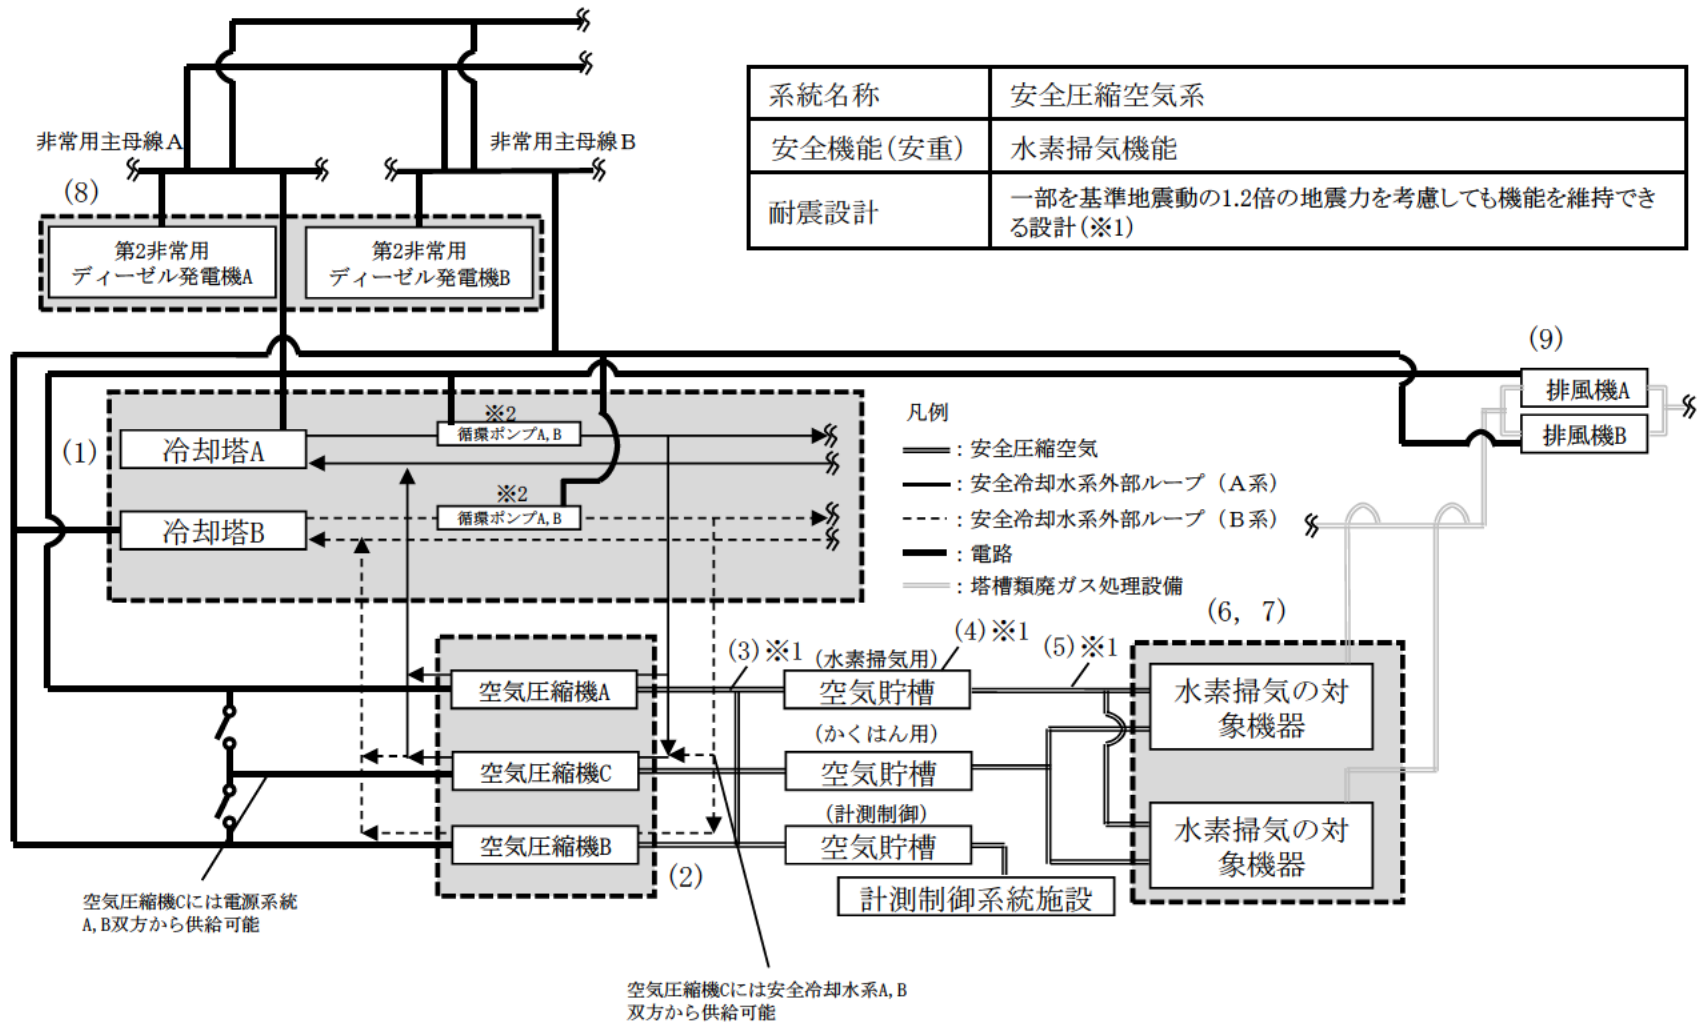 非常用主母線A
非常用主母線B
(8)
第2非常用
ディーゼル発電機A
第2非常用
ディーゼル発電機B
系統名称
安全圧縮空気系
安全機能(安重)
水素掃気機能
耐震設計
一部を基準地震動の1.2倍の地震力を考慮しても機能を維持でき
る設計(※1)
(9)
排風機A
排風機B
(1)
冷却塔A
※2
循環ポンプA,B
冷却塔B
※2
循環ポンプA,B
凡例
：安全圧縮空気
：安全冷却水系外部ループ（A系）
：安全冷却水系外部ループ（B系）
：電路
：塔槽類廃ガス処理設備
(6, 7)
(2)
空気圧縮機A
空気圧縮機C
空気圧縮機B
(3)※1
(4)※1
(5)※1
(水素掃気用)
空気貯槽
(かくはん用)
空気貯槽
(計測制御)
空気貯槽
計測制御系統施設
水素掃気の対
象機器
水素掃気の対
象機器
空気圧縮機Cには電源系統
A,B双方から供給可能
空気圧縮機Cには安全冷却水系A,B
双方から供給可能